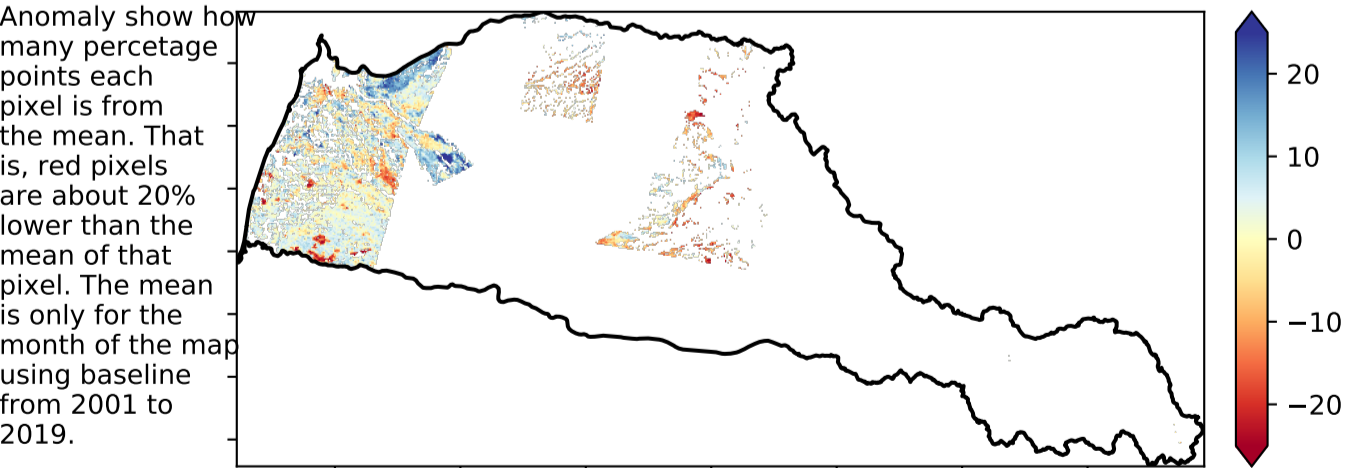 Anomaly show how
many percetage
points each
pixel is from
the mean. That
is, red pixels
are about 20%
lower than the
mean of that
pixel. The mean
is only for the
month of the map
using baseline
from 2001 to
2019.
20
10
0
−10
−20